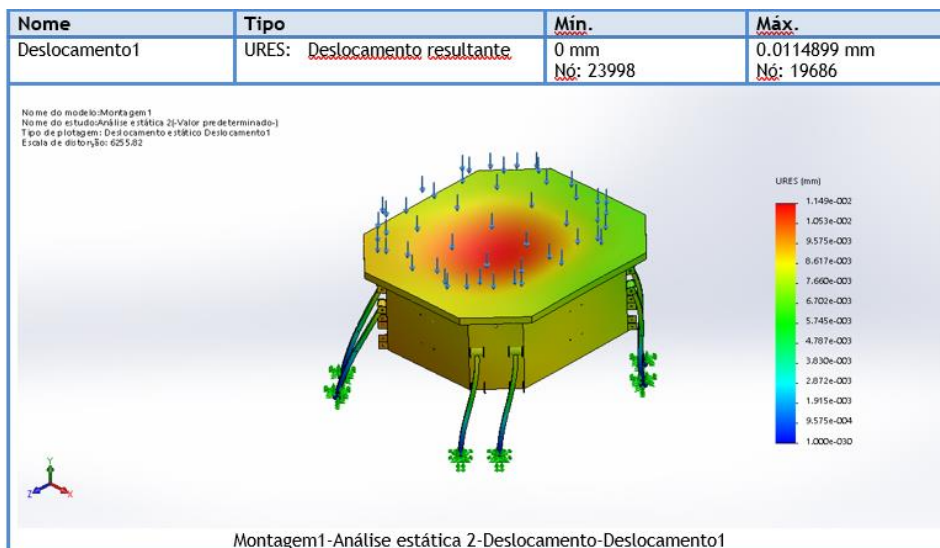 Nome Tipo Mín. Máx.
Deslocamento1 URES: Deslocamento resultante 0 mm 0.0114899 mm
Nó: 23998 Nó: 19686
Nome do modelo:Montagem1
Nome do estudo:Análise estática 2(-Valor predeterminado-)
Tipo de plotagem: Deslocamento estático Deslocamento1
Escala de distorção: 6255.82
URES (mm)
1.149e-002
1.053e-002
9.575e-003
8.617e-003
7.660e-003
6.702e-003
5.745e-003
4.787e-003
3.830e-003
2.872e-003
1.915e-003
9.575e-004
1.000e-030
Y
Z X
Montagem1-Análise estática 2-Deslocamento-Deslocamento1